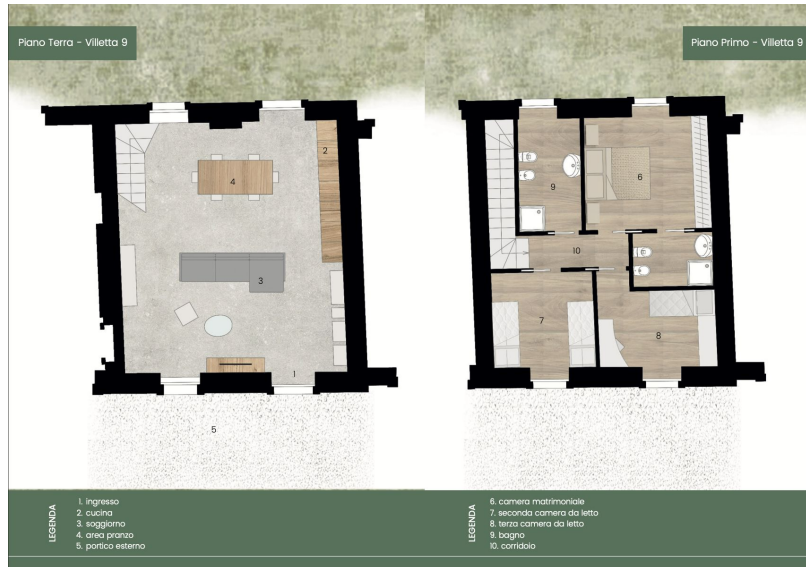 Piano Terra - Villetta 9
2
4
3
1
5
LEGENDA
1. ingresso
2. cucina
3. soggiorno
4. area pranzo
5. portico esterno
Piano Primo - Villetta 9
9
6
10
7
8
LEGENDA
6. camera matrimoniale
7. seconda camera da letto
8. terza camera da letto
9. bagno
10. corridoio